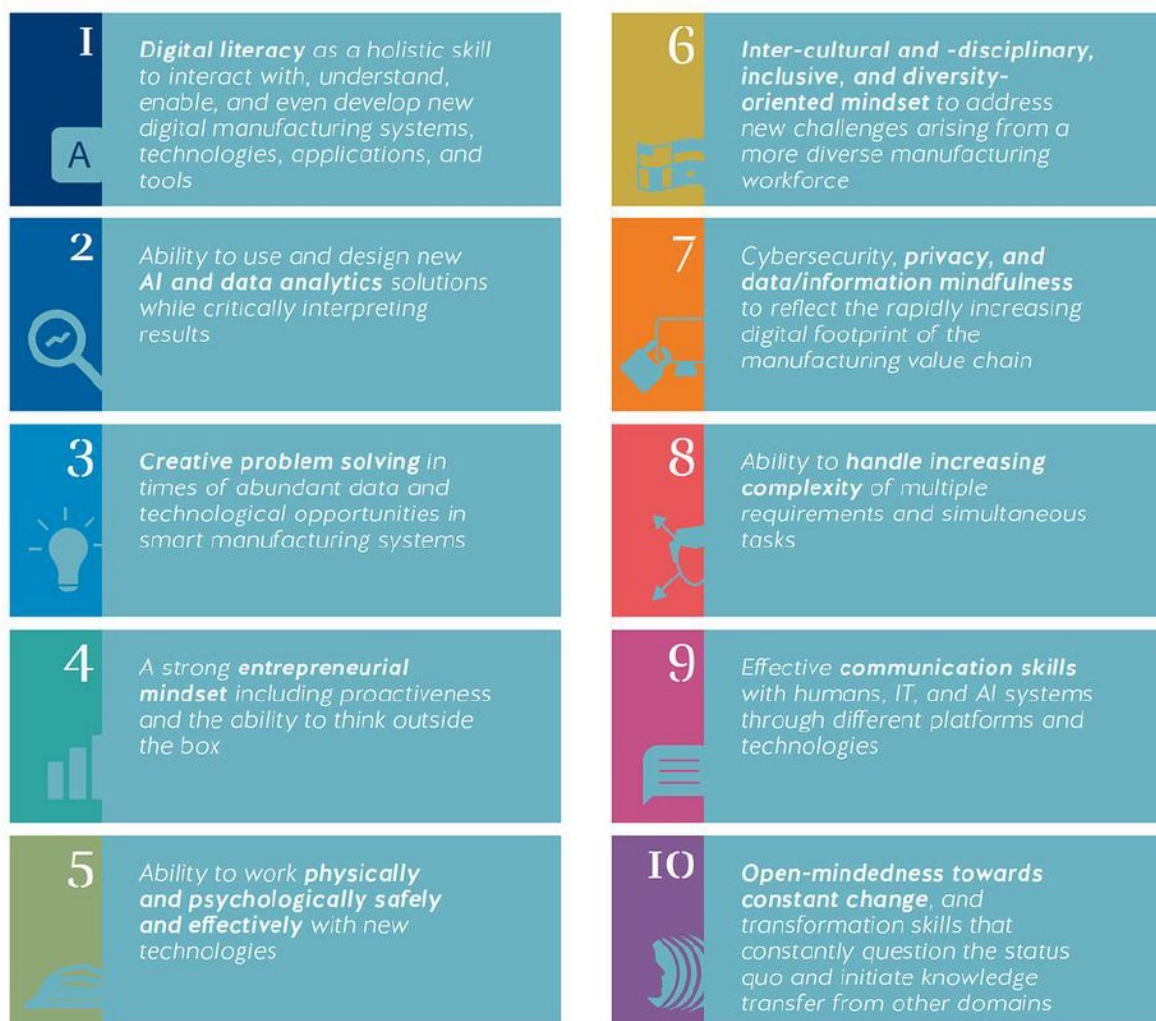 1
Digital literacy as a holistic skill
to interact with, understand,
enable, and even develop new
digital manufacturing systems,
technologies, applications, and
tools
A
2
Ability to use and design new
AI and data analytics solutions
while critically interpreting
results
3
Creative problem solving in
times of abundant data and
technological opportunities in
smart manufacturing systems
4
A strong entrepreneurial
mindset including proactiveness
and the ability to think outside
the box
5
Ability to work physically
and psychologically safely
and effectively with new
technologies
6
Inter-cultural and -disciplinary,
inclusive, and diversity-
oriented mindset to address
new challenges arising from a
more diverse manufacturing
workforce
7
Cybersecurity, privacy, and
data/information mindfulness
to reflect the rapidly increasing
digital footprint of the
manufacturing value chain
8
Ability to handle increasing
complexity of multiple
requirements and simultaneous
tasks
9
Effective communication skills
with humans, IT, and AI systems
through different platforms and
technologies
10
Open-mindedness towards
constant change, and
transformation skills that
constantly question the status
quo and initiate knowledge
transfer from other domains